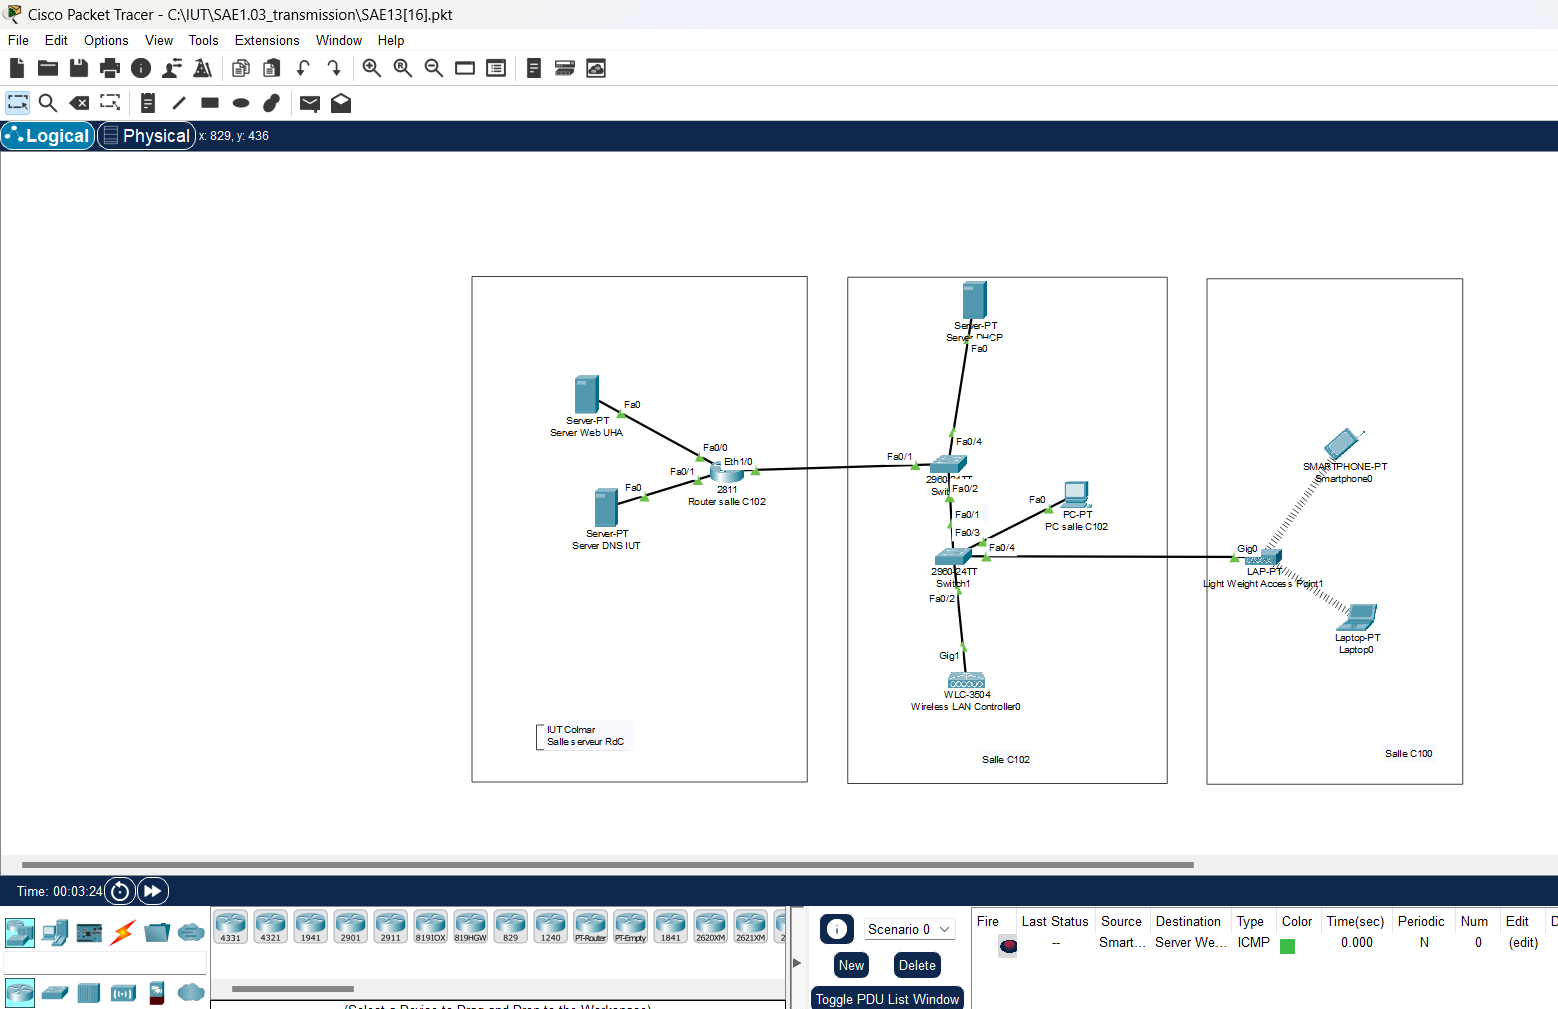 Cisco Packet Tracer - C:\IUT\SAE1.03_transmission\SAE13[16].pkt
File Edit Options View Tools Extensions Window Help
Logical Physical x: 829, y: 436
Server-PT
Server DHCP
Fa0
Fa0
Server-PT
Server Web UHA
Fa0/0
Eth1/0
Fa0/1
2811
Router salle C102
Fa0
Server-PT
Server DNS IUT
Fa0/4
Fa0/1
Fa0/2
Fa0/1
Fa0/3
Fa0
PC-PT
PC salle C102
Fa0/4
2960-24TT
Switch1
Fa0/2
Gig1
WLC-3504
Wireless LAN Controller0
SMARTPHONE-PT
Smartphone0
Gig0
LAP-PT
Light Weight Access Point1
Laptop-PT
Laptop0
IUT Colmar
Salle serveur RdC
Salle C102
Salle C100
Time: 00:03:24
4331 4321 1941 2901 2911 819IOX 819HGW 829 1240 PT-Router PT-Empty 1841 2620XM 2621XM
(Select a Device to Drag and Drop to the Workspace)
Scenario 0
New Delete
Toggle PDU List Window
Fire Last Status Source Destination Type Color Time(sec) Periodic Num Edit D
-- Smart... Server We... ICMP 0.000 N 0 (edit)